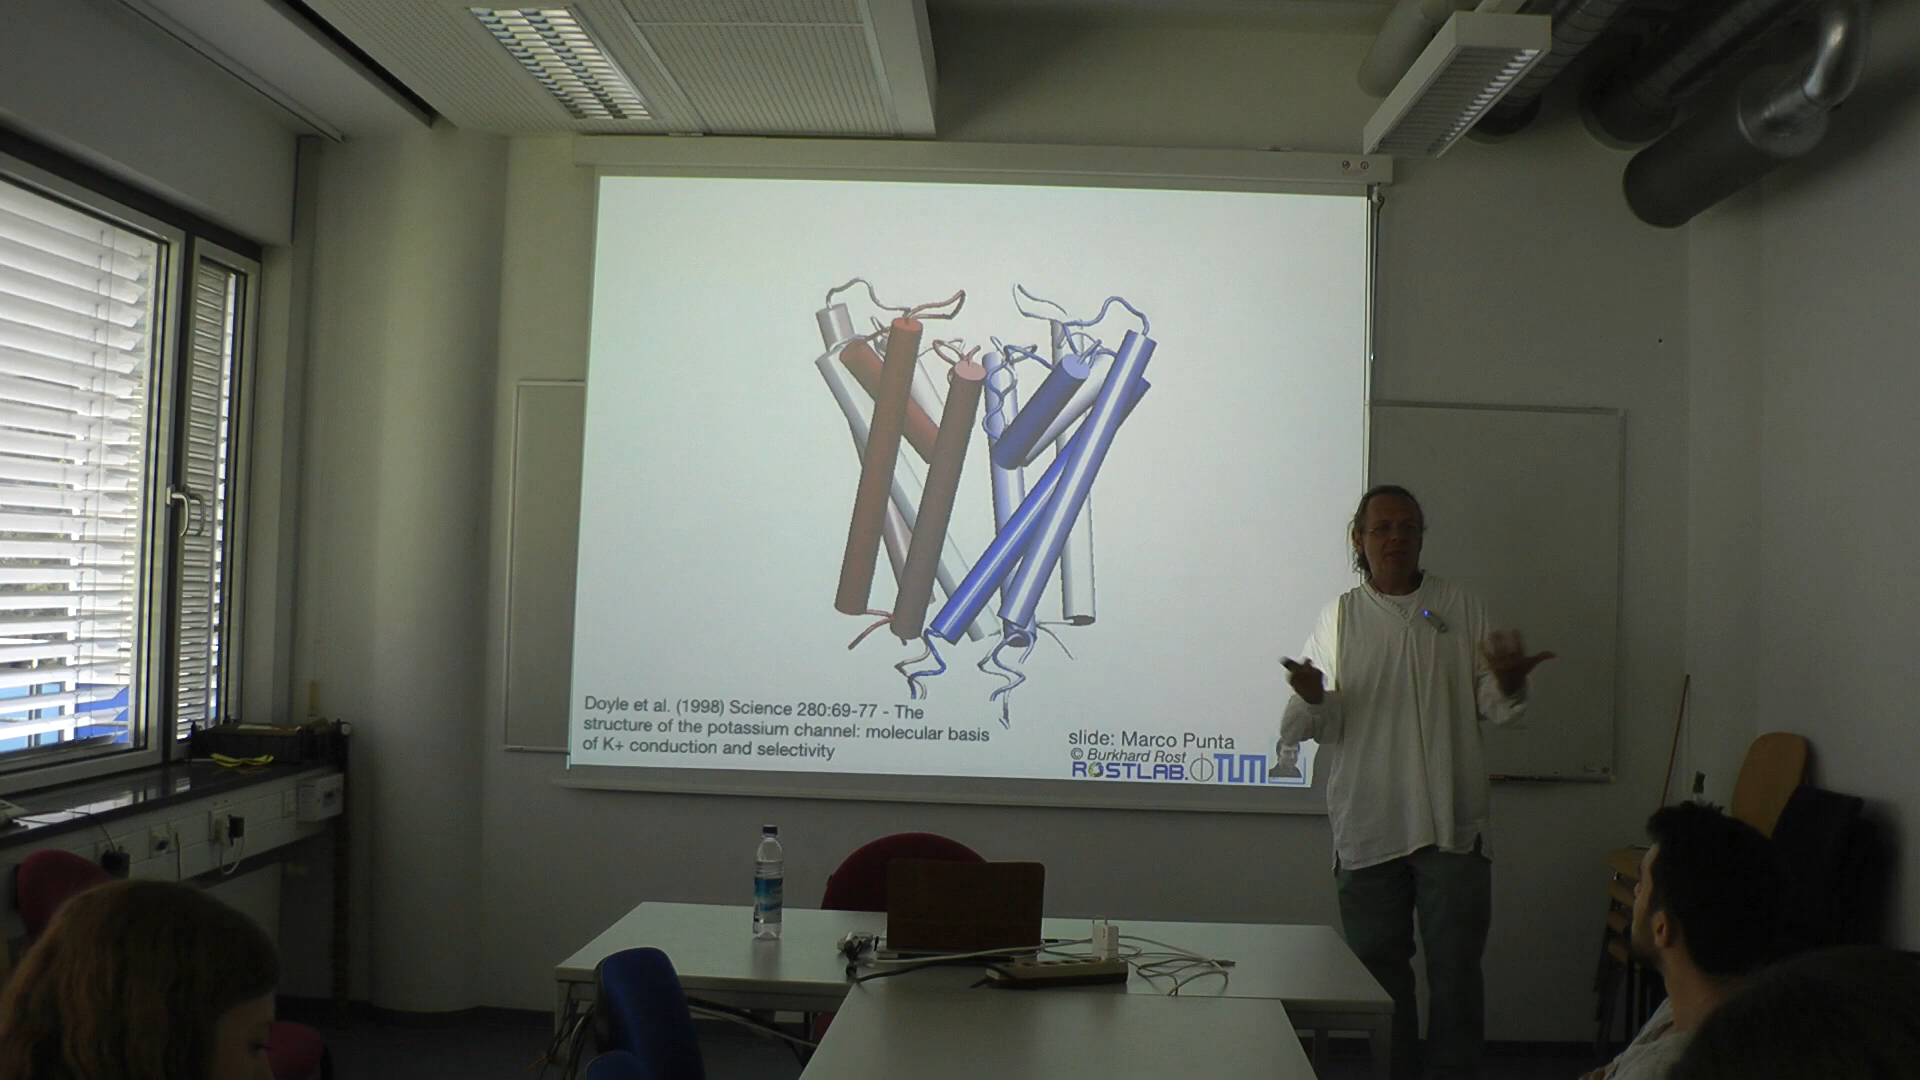 Doyle et al. (1998) Science 280:69-77 - The
structure of the potassium channel: molecular basis
of K+ conduction and selectivity
slide: Marco Punta
© Burkhard Rost
ROSTLAB.
TUM